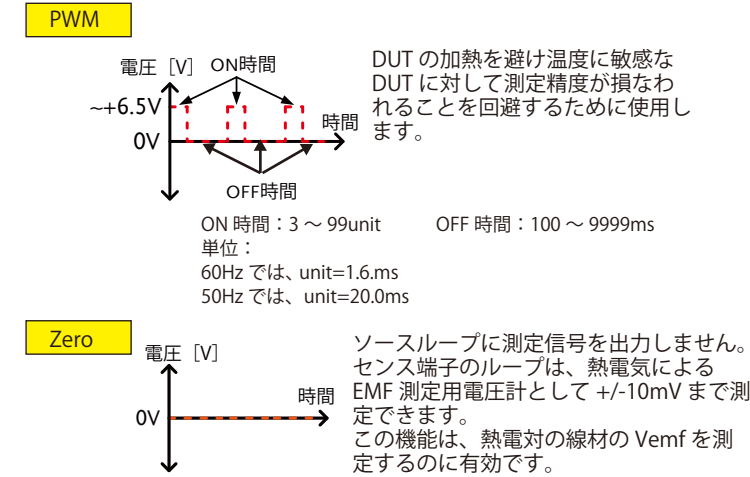 PWM
電圧［V］
ON時間
~+6.5V
時間
0V
OFF時間
DUT の加熱を避け温度に敏感な
DUT に対して測定精度が損なわ
れることを回避するために使用し
ます。
ON 時間：3 ～ 99unit
OFF 時間：100 ～ 9999ms
単位：
60Hz では、unit=1.6.ms
50Hz では、unit=20.0ms
Zero
電圧［V］
時間
0V
ソースループに測定信号を出力しません。
センス端子のループは、熱電気による
EMF 測定用電圧計として +/-10mV まで測
定できます。
この機能は、熱電対の線材の Vemf を測
定するのに有効です。